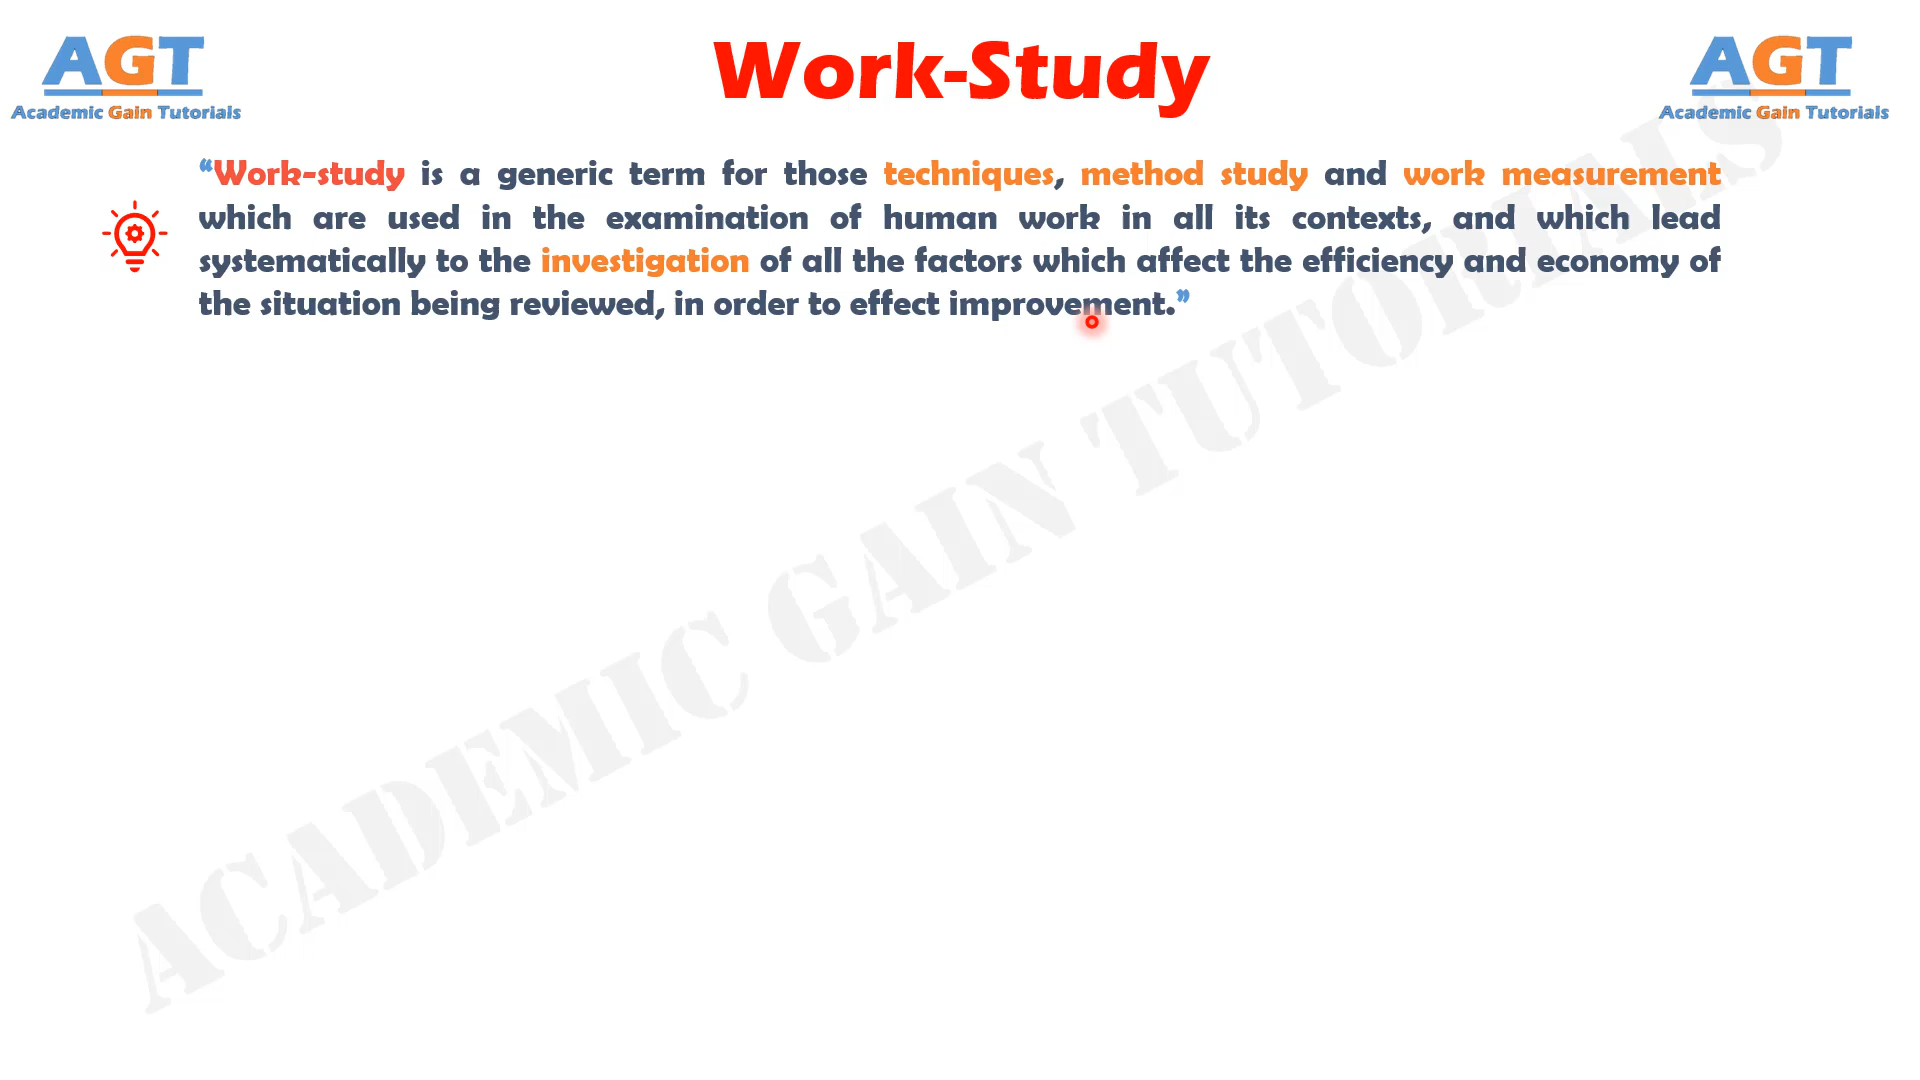 AGT
Academic Gain Tutorials
Work-Study
AGT
Academic Gain Tutorials
“Work-study is a generic term for those techniques, method study and work measurement
which are used in the examination of human work in all its contexts, and which lead
systematically to the investigation of all the factors which affect the efficiency and economy of
the situation being reviewed, in order to effect improvement.”
ACADEMIC GAIN TUTORIALS